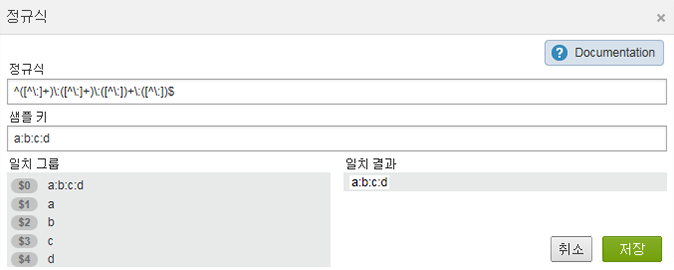 정규식
×
? Documentation
정규식
^([^\:]+)\:([^\:]+)\:([^\:])+\:([^\:])$
샘플 키
a:b:c:d
일치 그룹
일치 결과
$0 a:b:c:d
a:b:c:d
$1 a
$2 b
$3 c
$4 d
취소
저장